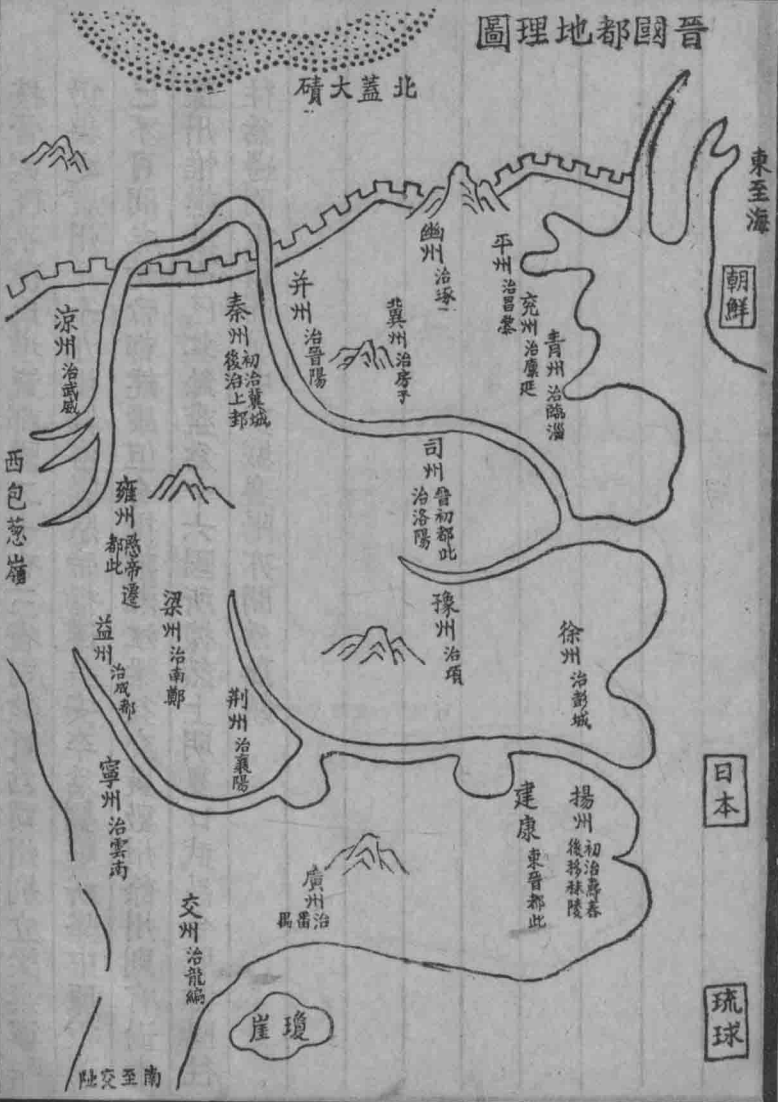 晉國都地理圖
北蓋大磧
東至海
朝鮮
幽州 治琢
平州 治昌黎
兗州 治廩延
青州 治臨淄
冀州 治房子
并州 治晉陽
秦州 初治冀城
後治上邽
涼州 治武威
西包葱嶺
司州 晉初都此
治洛陽
雍州 愍帝遷
都此
梁州 治南鄭
益州 治成都
荆州 治襄陽
豫州 治項
徐州 治彭城
寧州 治雲南
日本
揚州 初治壽春
後移秣陵
建康 東晉都此
廣州 治番禺
交州 治龍編
琉球
瓊崖
南至交阯